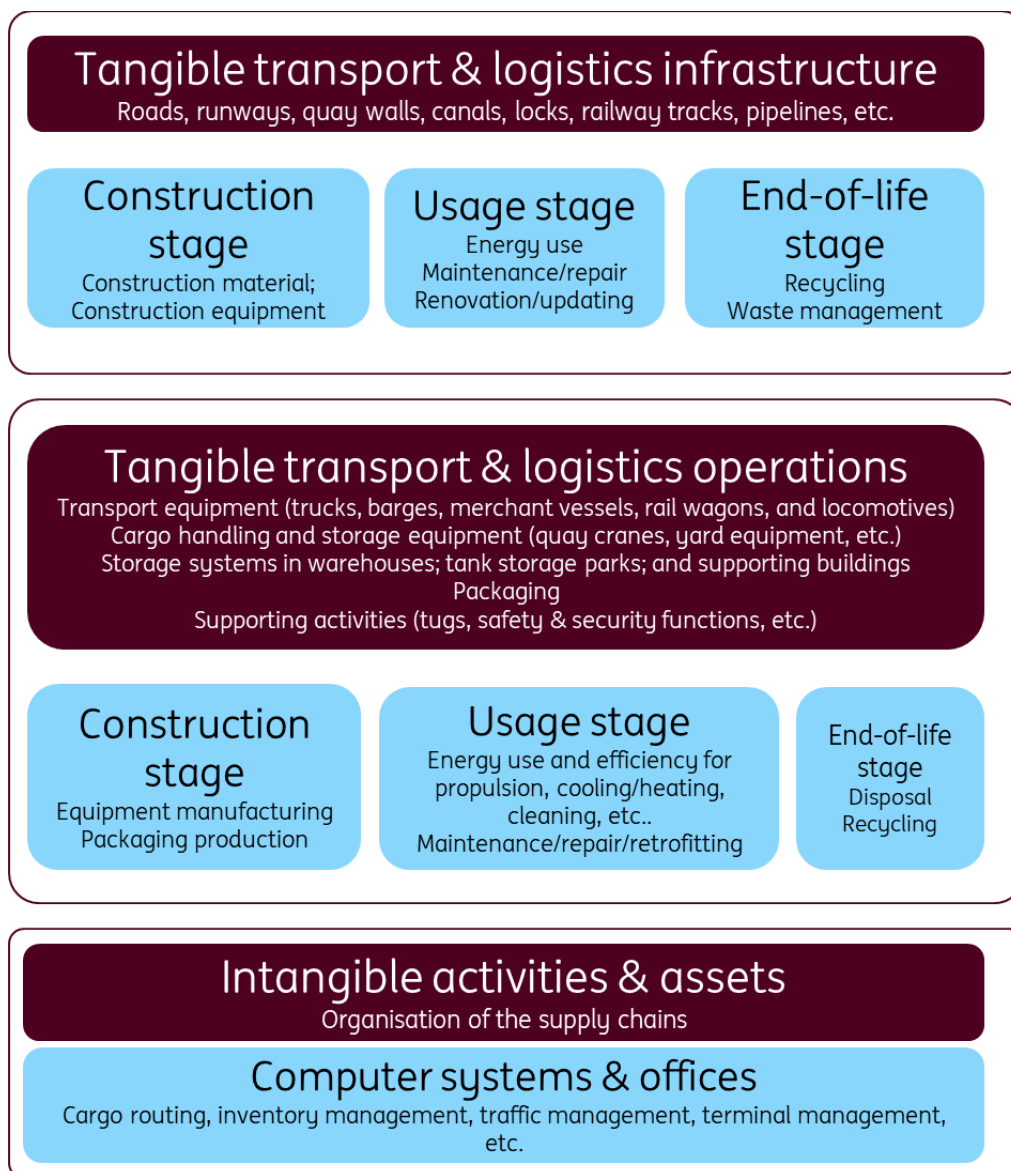 Tangible transport & logistics infrastructure
Roads, runways, quay walls, canals, locks, railway tracks, pipelines, etc.
Construction
stage
Construction material;
Construction equipment
Usage stage
Energy use
Maintenance/repair
Renovation/updating
End-of-life
stage
Recycling
Waste management
Tangible transport & logistics operations
Transport equipment (trucks, barges, merchant vessels, rail wagons, and locomotives)
Cargo handling and storage equipment (quay cranes, yard equipment, etc.)
Storage systems in warehouses; tank storage parks; and supporting buildings
Packaging
Supporting activities (tugs, safety & security functions, etc.)
Construction
stage
Equipment manufacturing
Packaging production
Usage stage
Energy use and efficiency for
propulsion, cooling/heating,
cleaning, etc..
Maintenance/repair/retrofitting
End-of-life
stage
Disposal
Recycling
Intangible activities & assets
Organisation of the supply chains
Computer systems & offices
Cargo routing, inventory management, traffic management, terminal management,
etc.